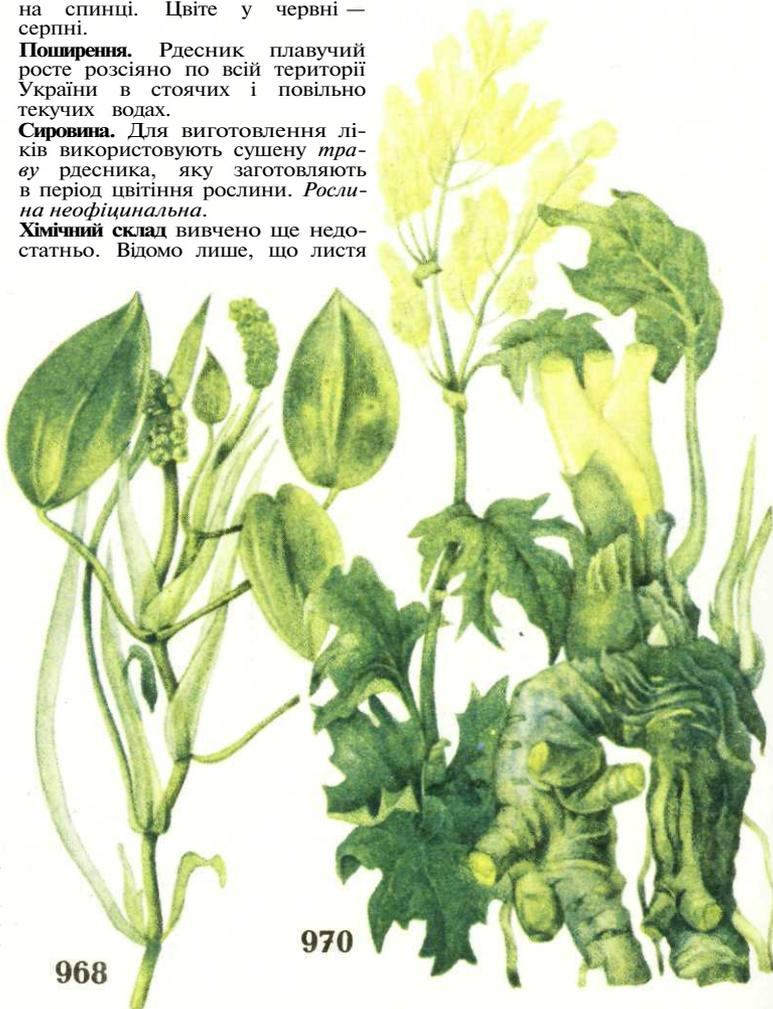 на спинці. Цвіте у червні —
серпні.
Поширення. Рдесник плавучий
росте розсіяно по всій території
України в стоячих і повільно
текучих водах.
Сировина. Для виготовлення лі-
ків використовують сушену тра-
ву рдесника, яку заготовляють
в період цвітіння рослини. Росли-
на неофіцинальна.
Хімічний склад вивчено ще недо-
статньо. Відомо лише, що листя
970
968